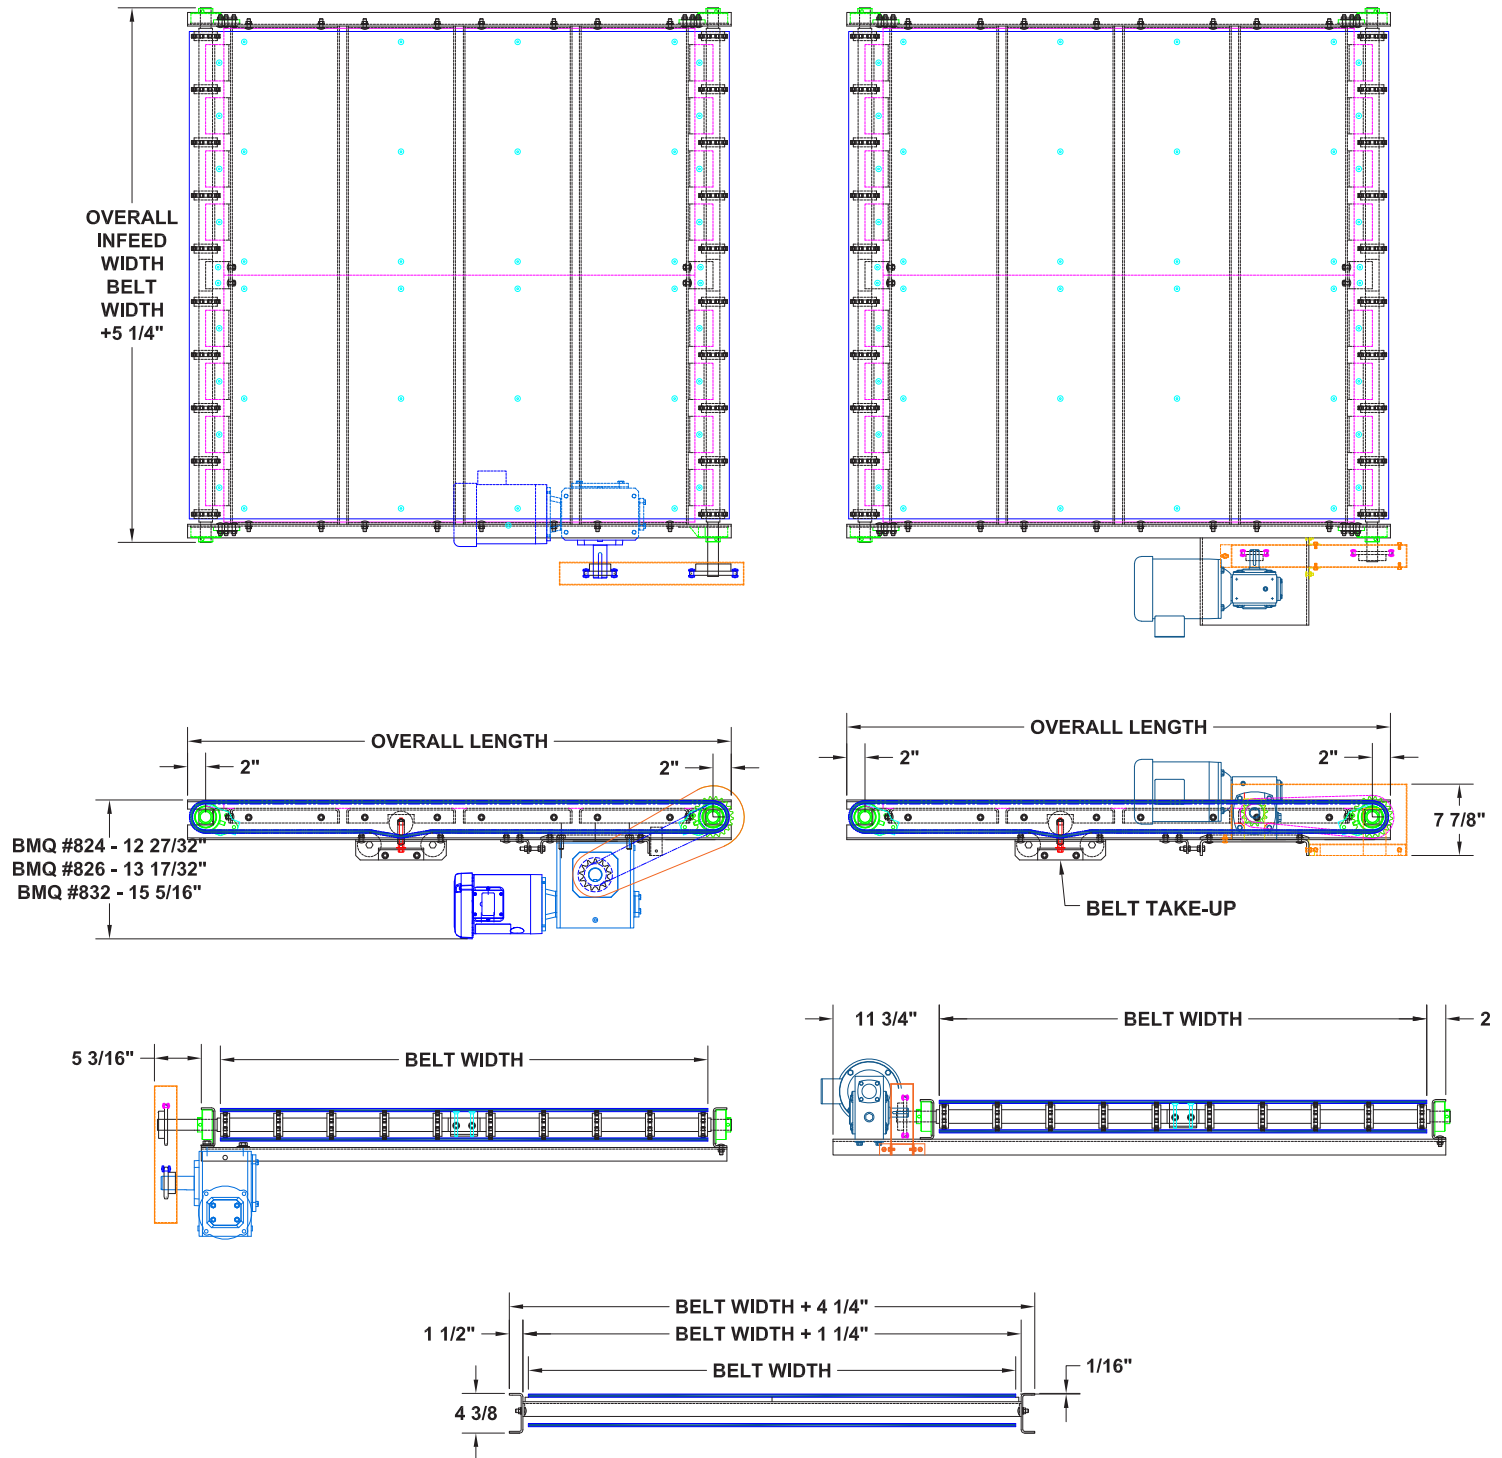 OVERALL
INFEED
WIDTH
BELT
WIDTH
+5 1/4"
OVERALL LENGTH
2"
2"
BMQ #824 - 12 27/32"
BMQ #826 - 13 17/32"
BMQ #832 - 15 5/16"
OVERALL LENGTH
2"
2"
7 7/8"
BELT TAKE-UP
5 3/16"
BELT WIDTH
11 3/4"
BELT WIDTH
2
BELT WIDTH + 4 1/4"
1 1/2"
BELT WIDTH + 1 1/4"
BELT WIDTH
1/16"
4 3/8